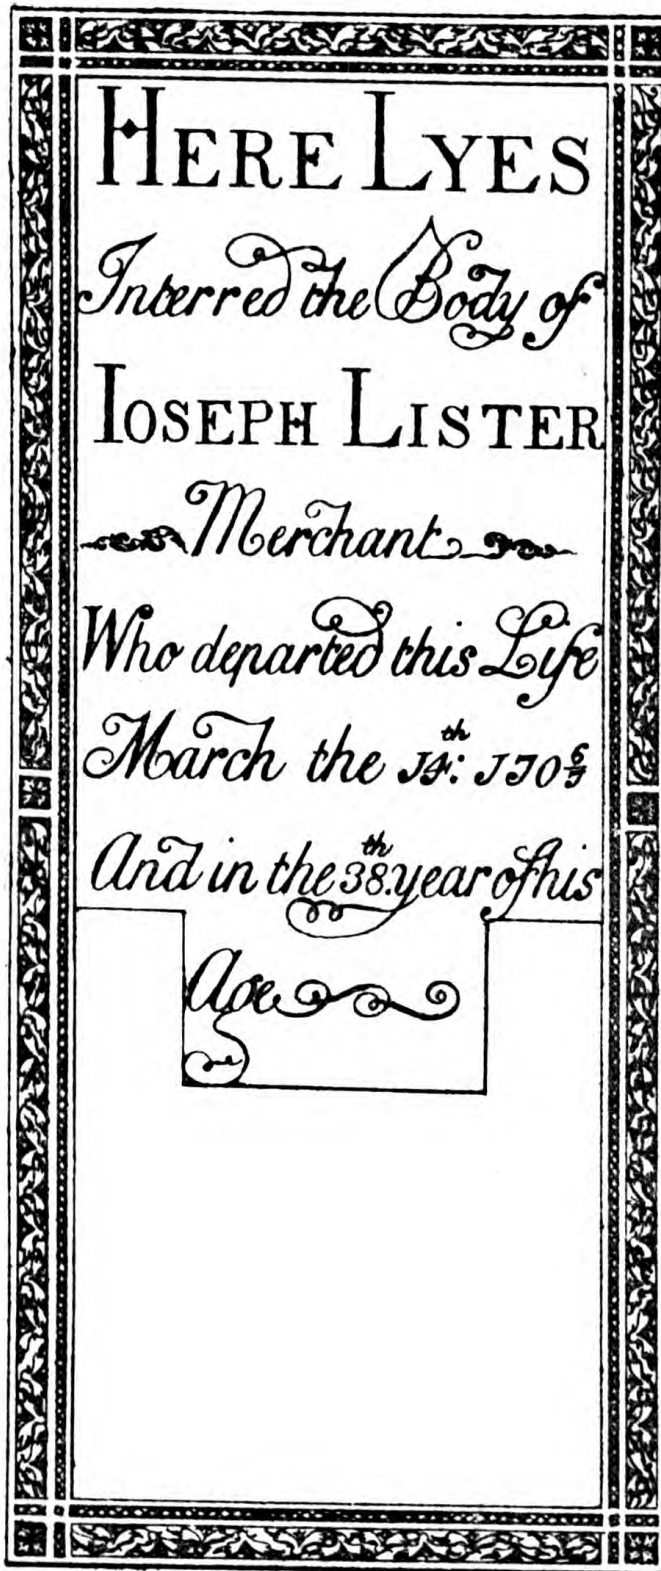 HERE LYES
Interred the Body of
IOSEPH LISTER
Merchant
Who departed this Life
March the 14th: 170 6/7
And in the 38th. year of his
Age